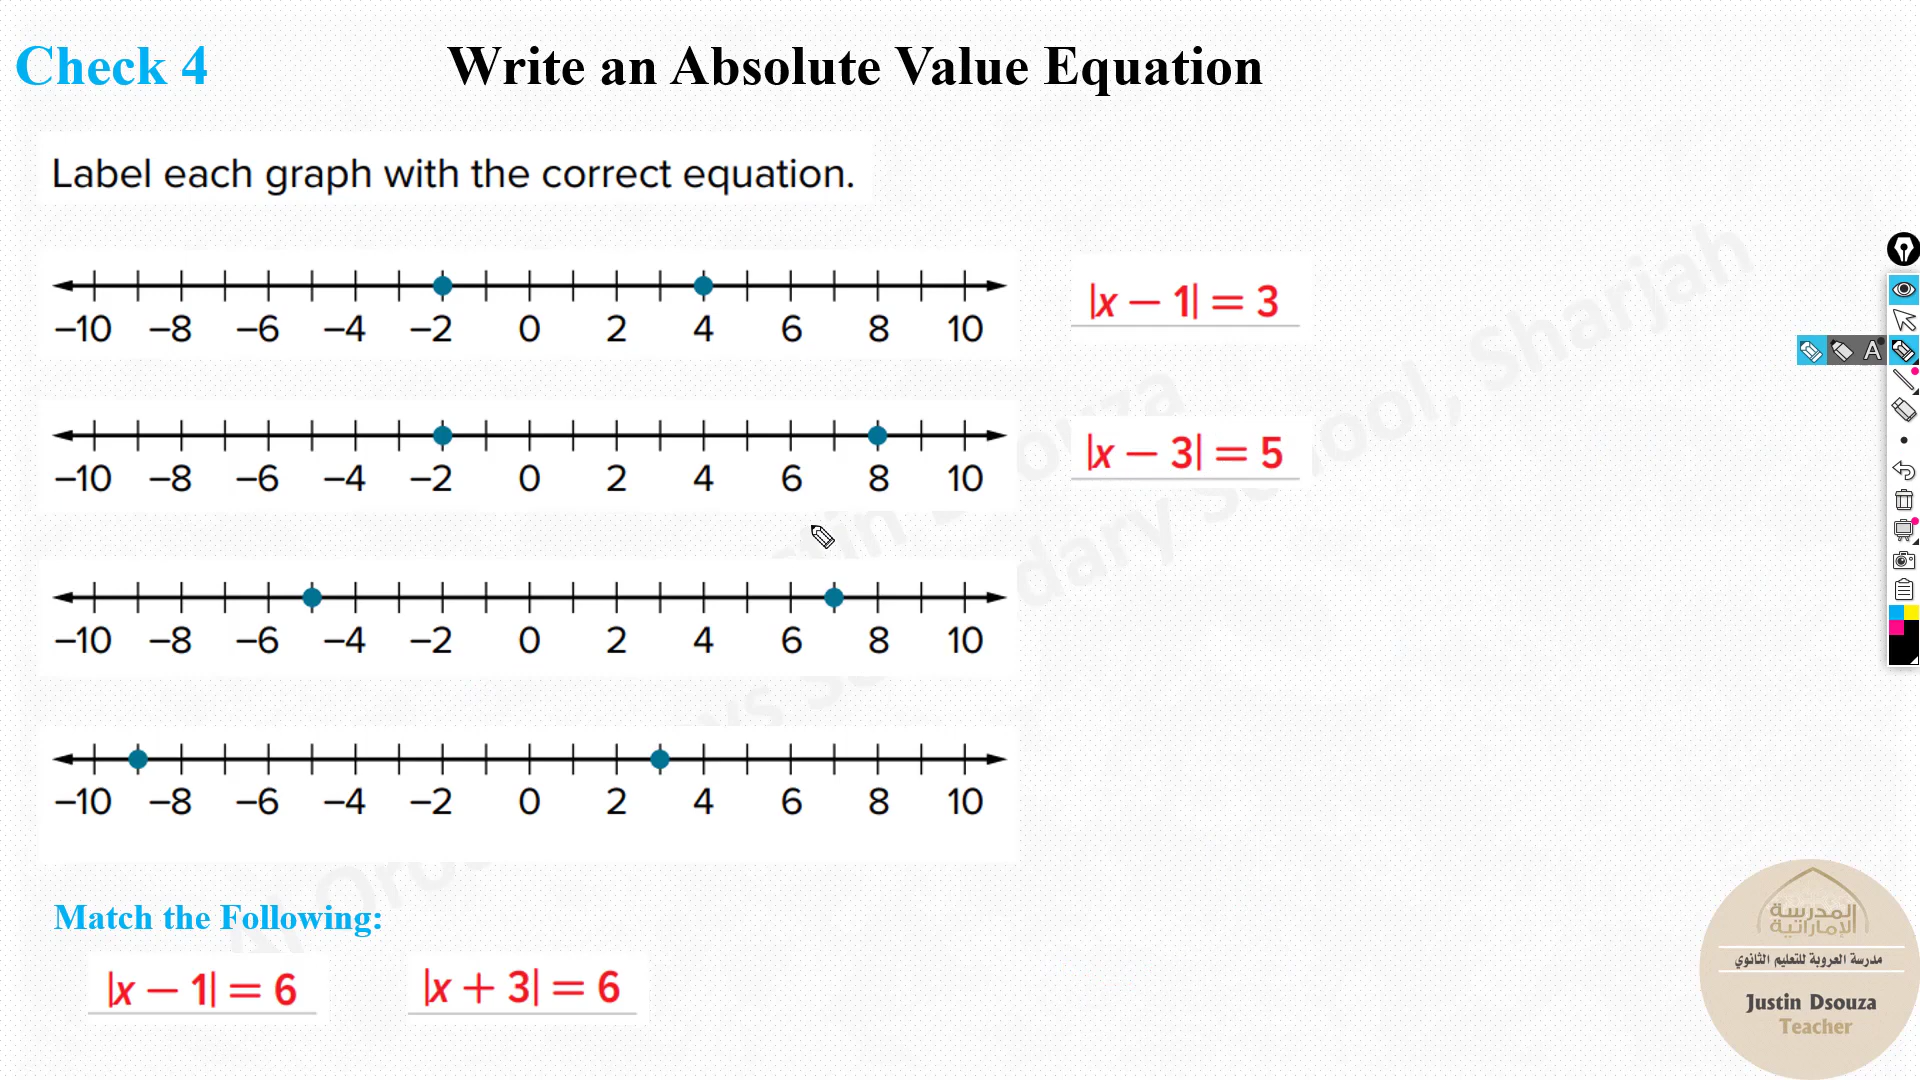 Check 4
Write an Absolute Value Equation
Label each graph with the correct equation.
–10 –8 –6 –4 –2 0 2 4 6 8 10
|x – 1| = 3
–10 –8 –6 –4 –2 0 2 4 6 8 10
|x – 3| = 5
–10 –8 –6 –4 –2 0 2 4 6 8 10
–10 –8 –6 –4 –2 0 2 4 6 8 10
Match the Following:
|x – 1| = 6
|x + 3| = 6
المدرسة
الإماراتية
مدرسة العروبة للتعليم الثانوي
Justin Dsouza
Teacher
A